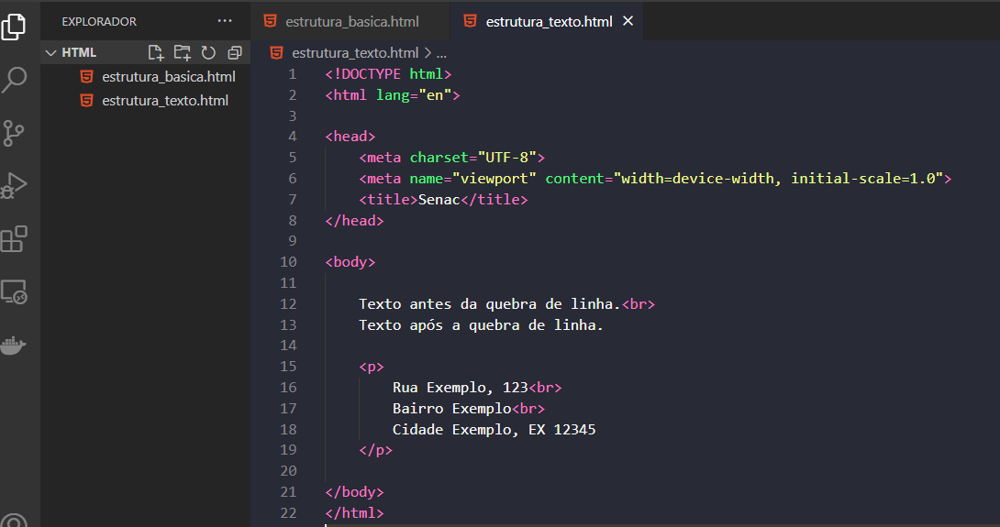 EXPLORADOR ...
HTML
estrutura_basica.html
estrutura_texto.html
estrutura_basica.html estrutura_texto.html
estrutura_texto.html > ...
1 <!DOCTYPE html>
2 <html lang="en">
3
4 <head>
5 <meta charset="UTF-8">
6 <meta name="viewport" content="width=device-width, initial-scale=1.0">
7 <title>Senac</title>
8 </head>
9
10 <body>
11
12 Texto antes da quebra de linha.<br>
13 Texto após a quebra de linha.
14
15 <p>
16 Rua Exemplo, 123<br>
17 Bairro Exemplo<br>
18 Cidade Exemplo, EX 12345
19 </p>
20
21 </body>
22 </html>